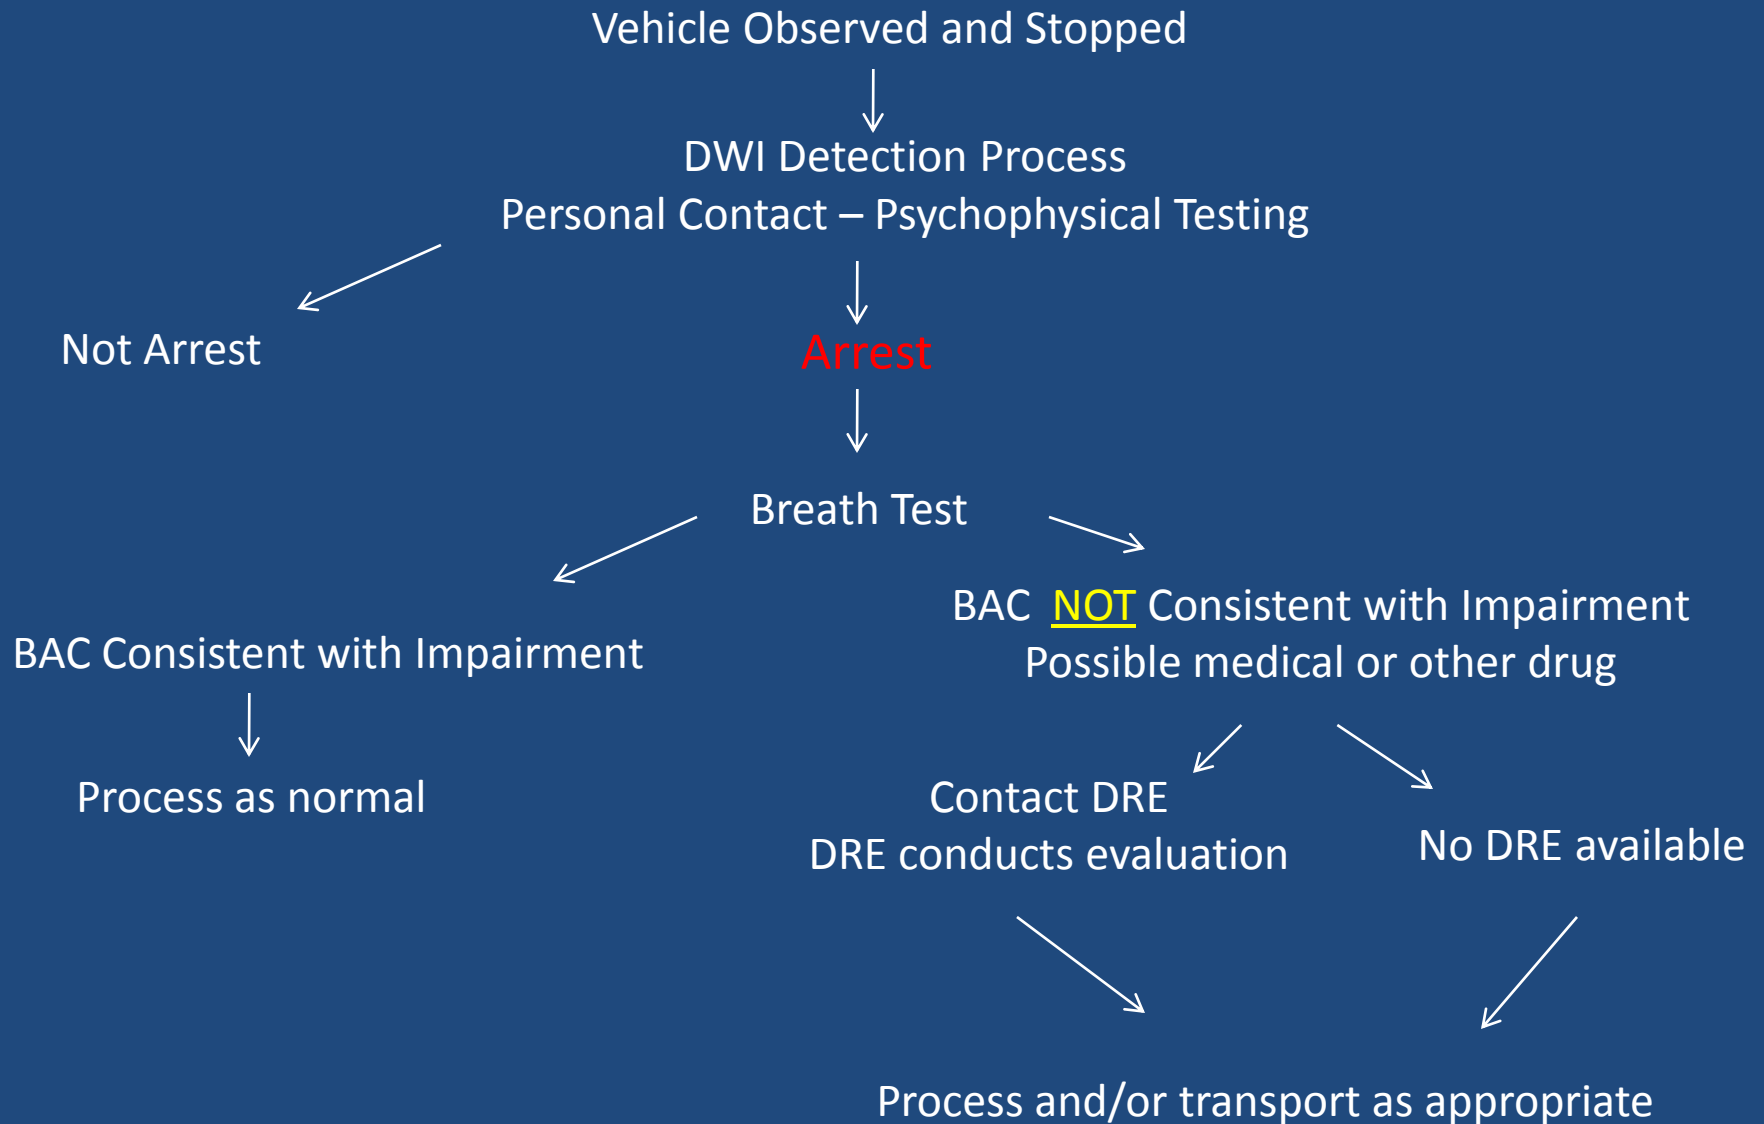 Vehicle Observed and Stopped
DWI Detection Process
Personal Contact – Psychophysical Testing
Not Arrest
Arrest
Breath Test
BAC Consistent with Impairment
Process as normal
BAC NOT Consistent with Impairment
Possible medical or other drug
Contact DRE
DRE conducts evaluation
No DRE available
Process and/or transport as appropriate